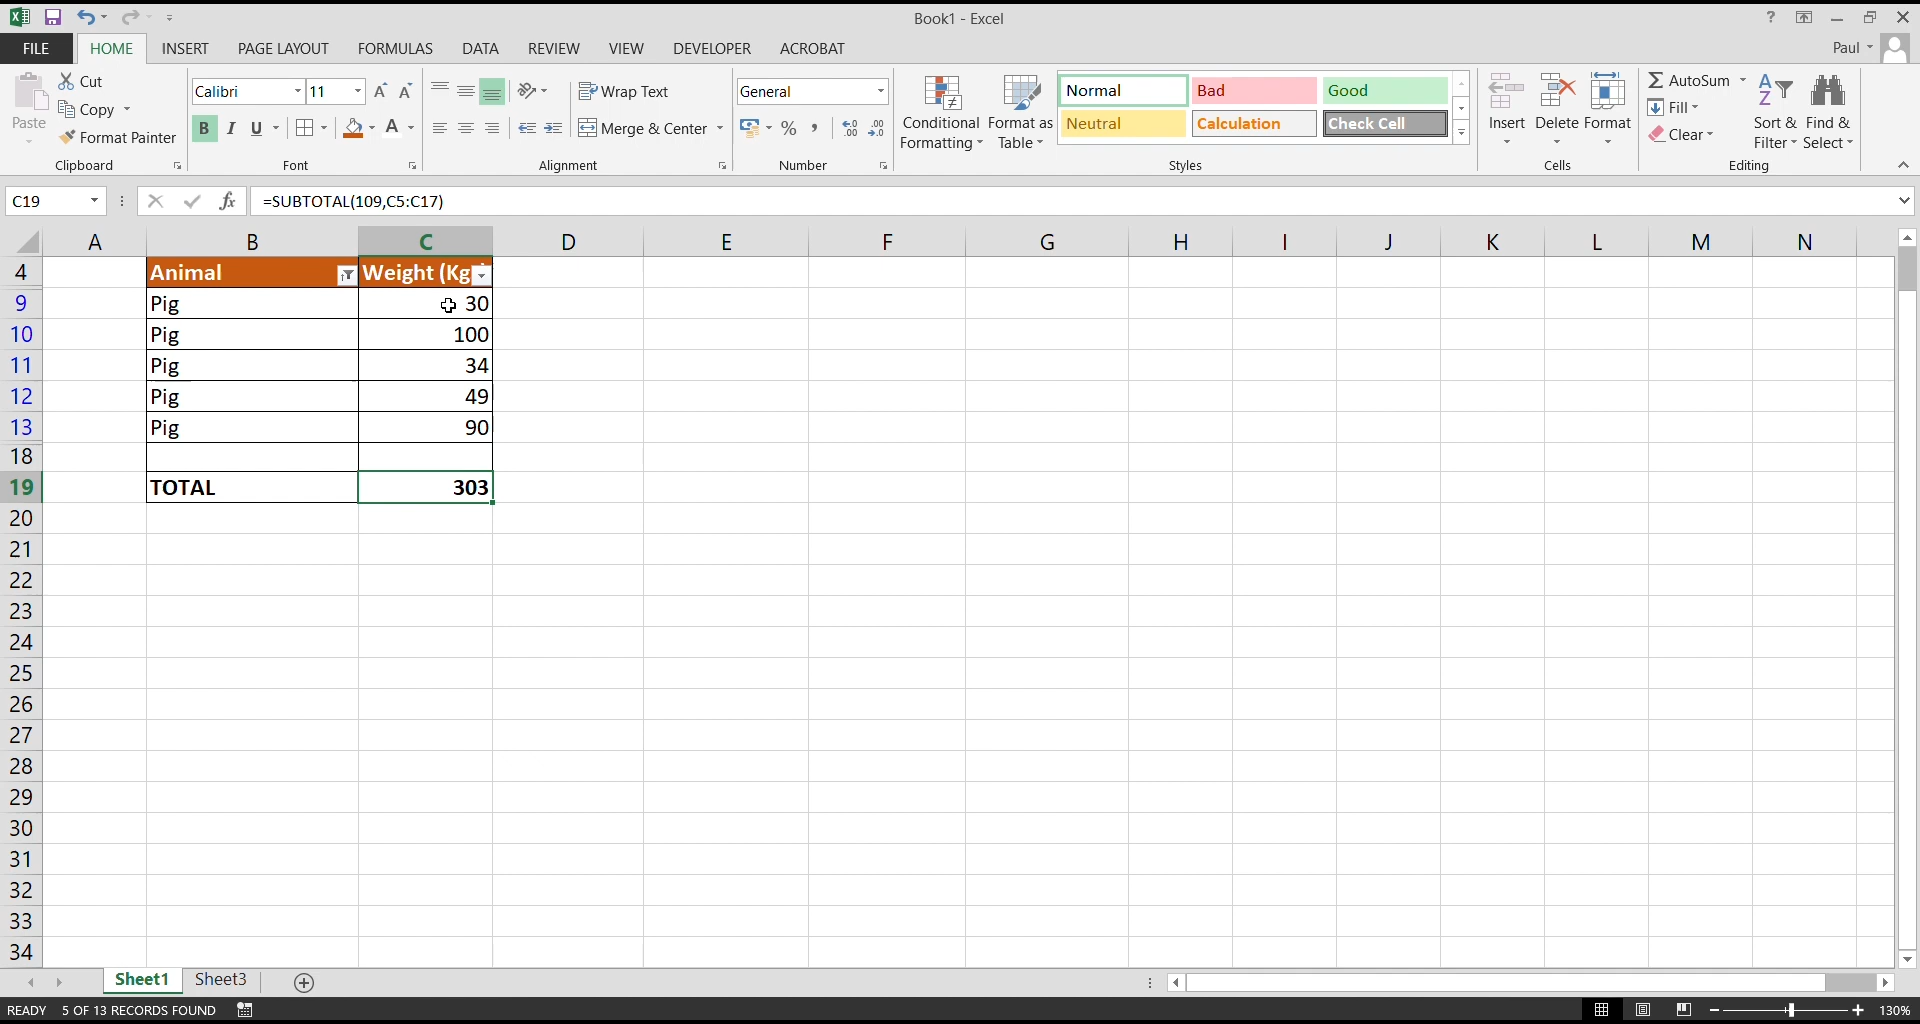 Book1 - Excel
?
FILE HOME INSERT PAGE LAYOUT FORMULAS DATA REVIEW VIEW DEVELOPER ACROBAT Paul
Paste
Cut
Copy
Format Painter
Clipboard
Calibri 11
B I U
Font
Wrap Text
Merge & Center
Alignment
General
% ,
Number
Conditional Formatting
Format as Table
Normal Bad Good
Neutral Calculation Check Cell
Styles
Insert Delete Format
Cells
AutoSum
Fill
Clear
Sort & Filter
Find & Select
Editing
C19 fx =SUBTOTAL(109,C5:C17)
A B C D E F G H I J K L M N
4 Animal Weight (Kg
9 Pig 30
10 Pig 100
11 Pig 34
12 Pig 49
13 Pig 90
18
19 TOTAL 303
20
21
22
23
24
25
26
27
28
29
30
31
32
33
34
Sheet1 Sheet3
READY 5 OF 13 RECORDS FOUND 130%